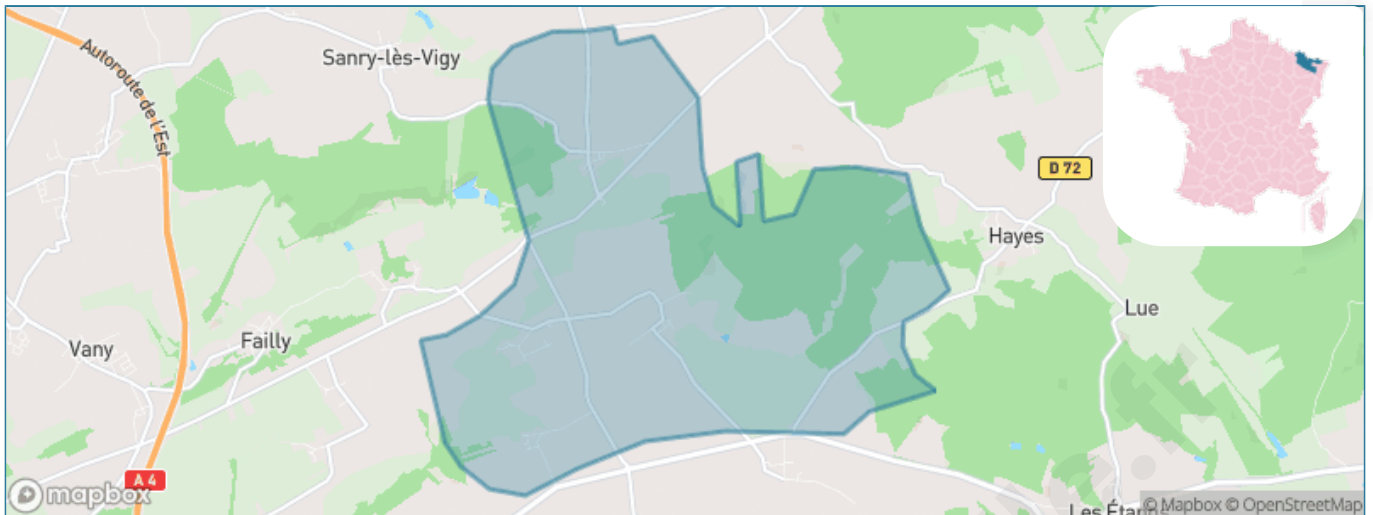 Autoroute de l'Est
Sanry-lès-Vigy
D 72
Hayes
Lue
Vany
Failly
A 4
mapbox
Les Étangs
© Mapbox © OpenStreetMap